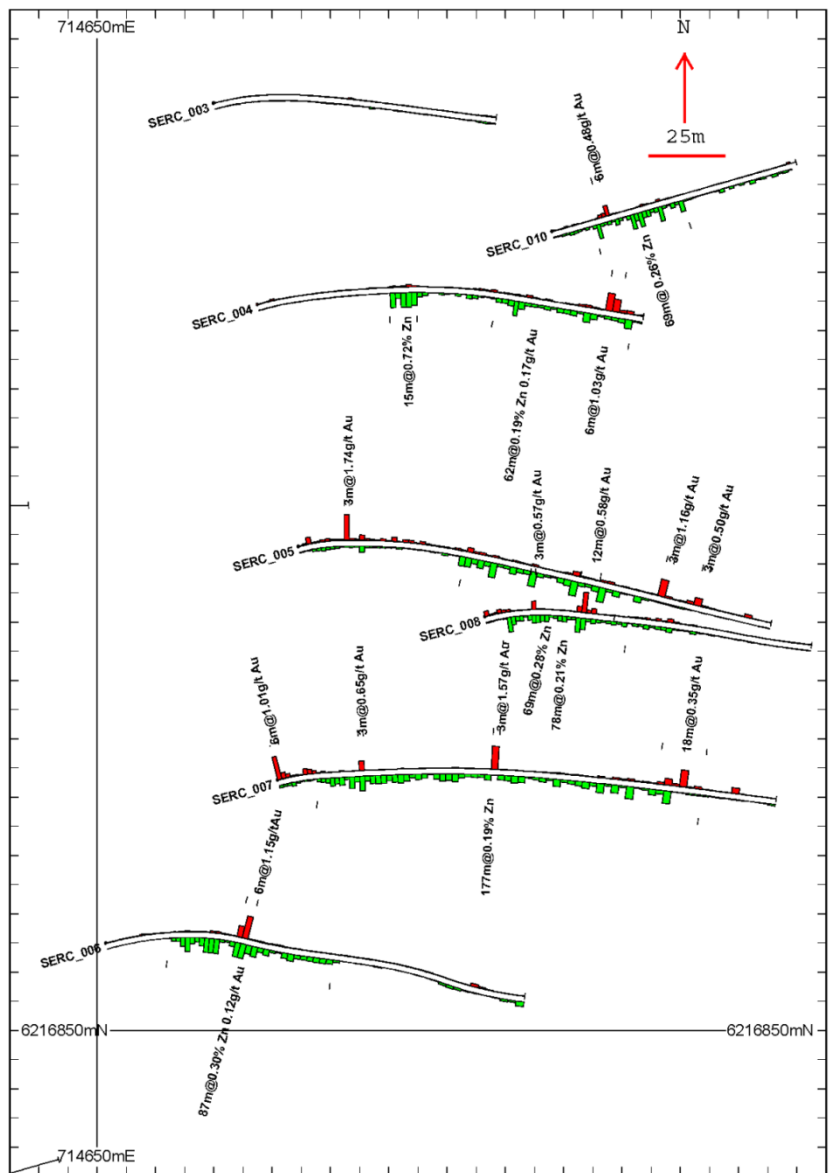 714650mE
N
25m
SERC_003
6m@0.48g/t Au
SERC_010
69m@ 0.26% Zn
SERC_004
15m@0.72% Zn
62m@0.19% Zn 0.17g/t Au
6m@1.03g/t Au
3m@1.74g/t Au
3m@0.57g/t Au
12m@0.58g/t Au
3m@1.16g/t Au
3m@0.50g/t Au
SERC_005
SERC_008
69m@0.28% Zn
78m@0.21% Zn
6m@1.01g/t Au
3m@0.65g/t Au
3m@1.57g/t Au
18m@0.35g/t Au
SERC_007
177m@0.19% Zn
6m@1.15g/tAu
SERC_006
87m@0.30% Zn 0.12g/t Au
6216850mN
6216850mN
714650mE